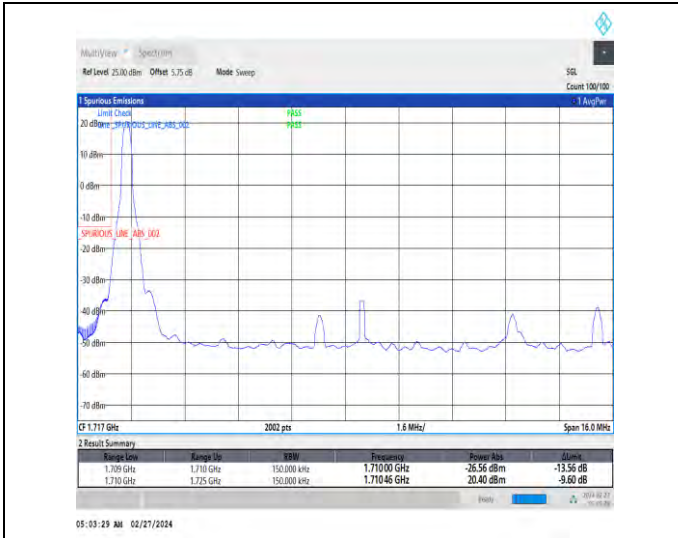 MultiView Spectrum
Ref Level 25.00 dBm Offset 5.75 dB Mode Sweep SGL
Count 100/100
1 Spurious Emissions 1 AvgPwr
Limit Check PASS
20 dBm Line _SPURIOUS_LINE_ABS_002 PASS
10 dBm
0 dBm
-10 dBm
_SPURIOUS_LINE_ABS_002
-20 dBm
-30 dBm
-40 dBm
-50 dBm
-60 dBm
-70 dBm
CF 1.717 GHz 2002 pts 1.6 MHz/ Span 16.0 MHz
2 Result Summary
Range Low Range Up RBW Frequency Power Abs ΔLimit
1.709 GHz 1.710 GHz 150.000 kHz 1.71000 GHz -26.56 dBm -13.56 dB
1.710 GHz 1.725 GHz 150.000 kHz 1.71046 GHz 20.40 dBm -9.60 dB
05:03:29 AM 02/27/2024